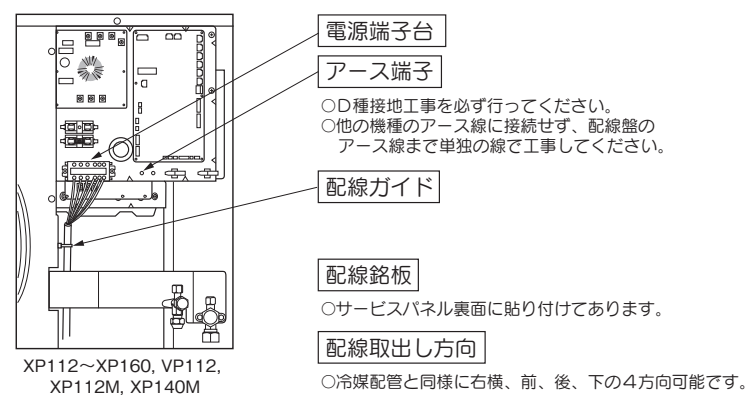 電源端子台
アース端子
○D種接地工事を必ず行ってください。
○他の機種のアース線に接続せず、配線盤の
アース線まで単独の線で工事してください。
配線ガイド
配線銘板
○サービスパネル裏面に貼り付けてあります。
配線取出し方向
○冷媒配管と同様に右横、前、後、下の4方向可能です。
XP112～XP160, VP112,
XP112M, XP140M